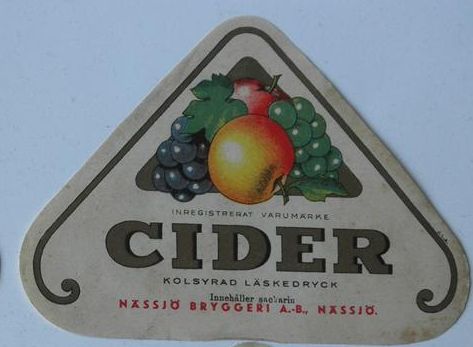 INREGISTRERAT VARUMÄRKE
CIDER
KOLSYRAD LÄSKEDRYCK
Innehåller sackarin
NÄSSJÖ BRYGGERI A.-B., NÄSSJÖ.